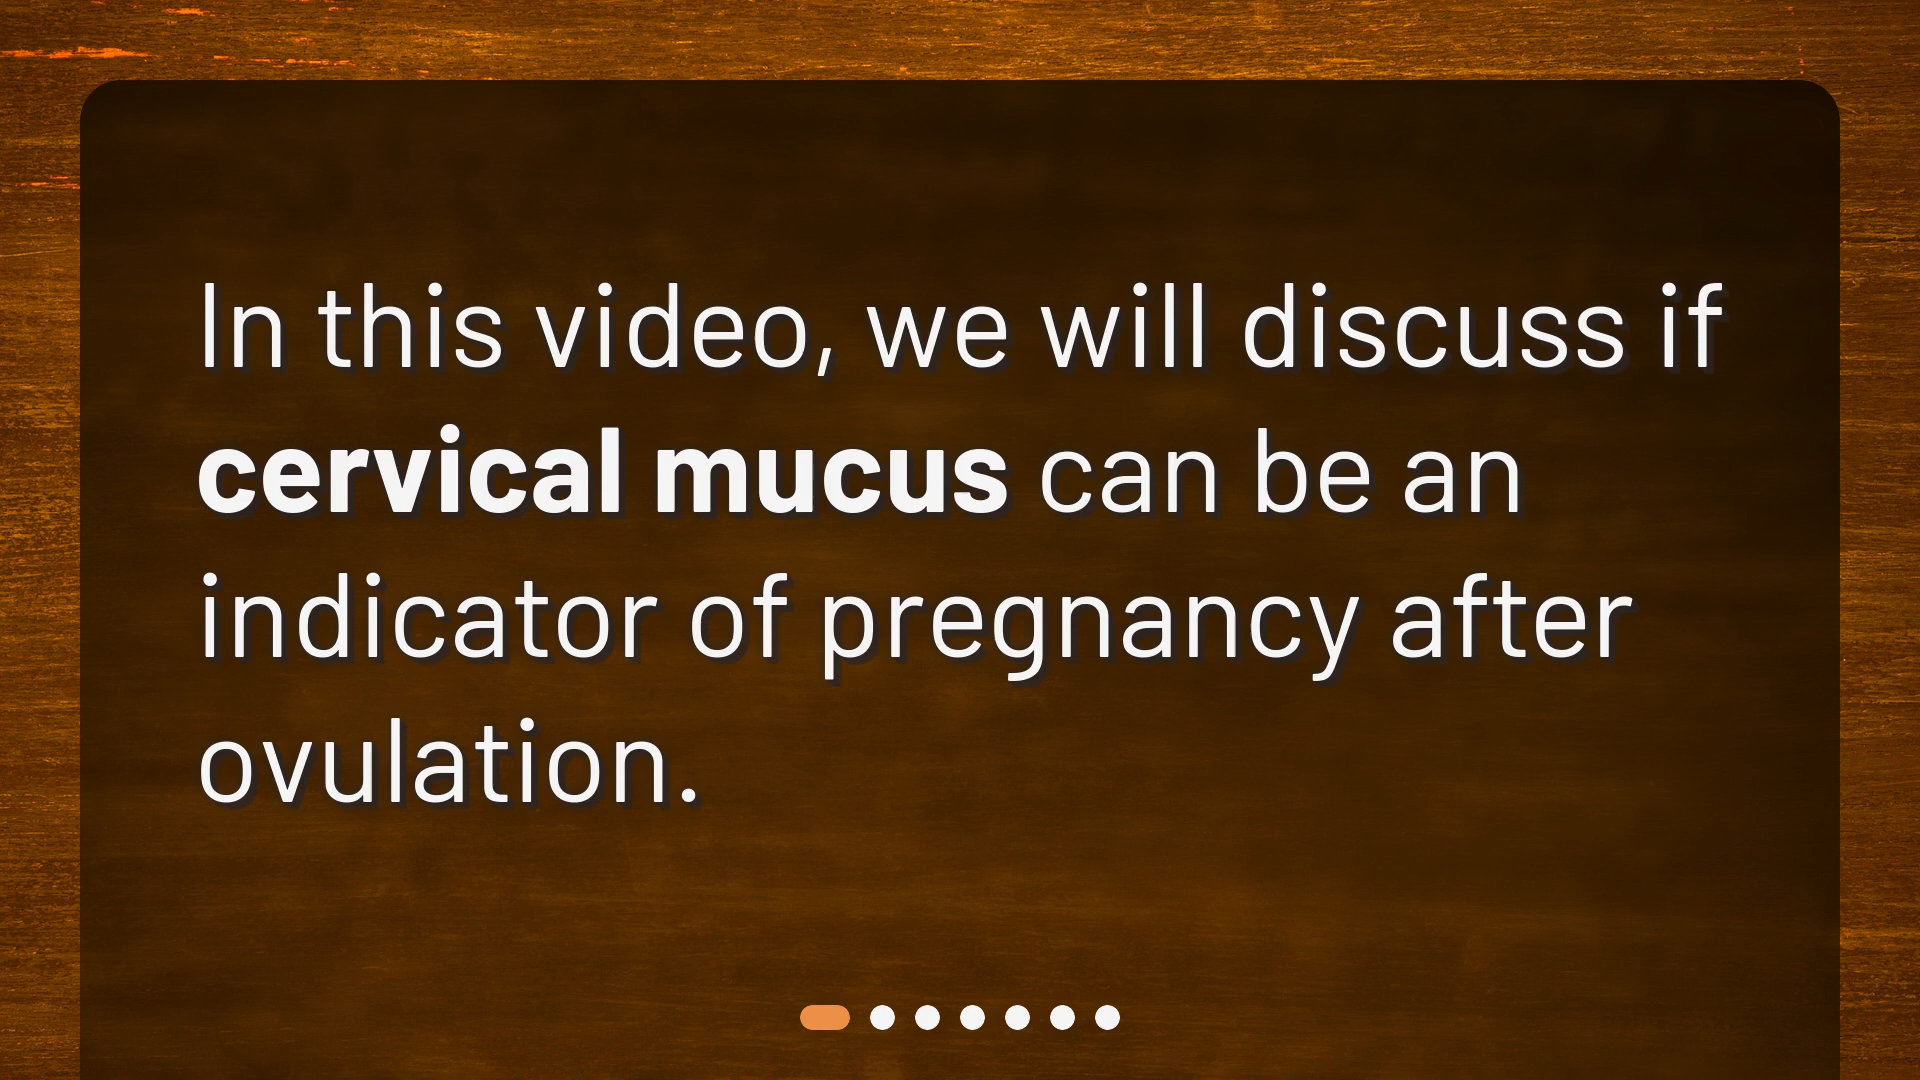 In this video, we will discuss if
cervical mucus can be an
indicator of pregnancy after
ovulation.